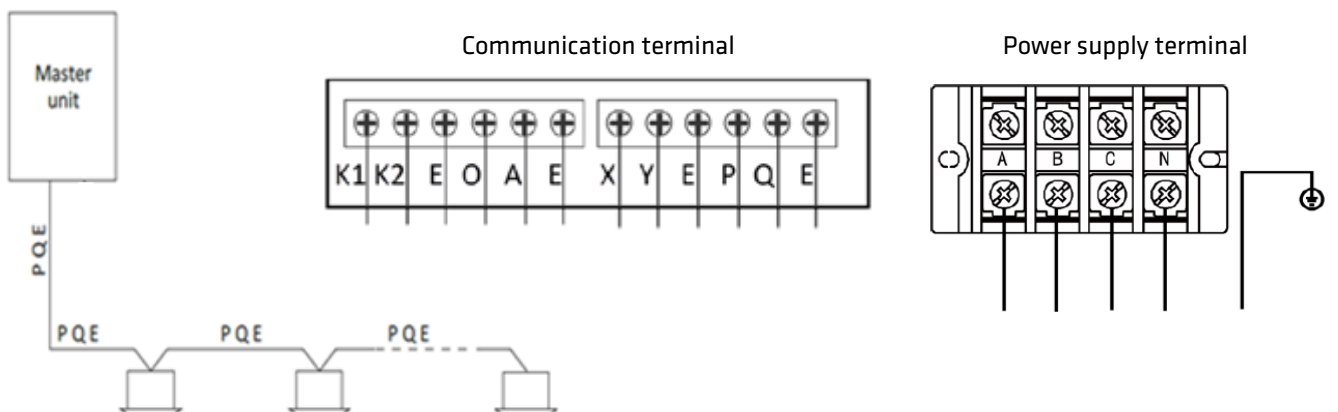 Master
unit
Communication terminal
K1 K2 E O A E X Y E P Q E
Power supply terminal
A B C N
PQE
PQE PQE PQE